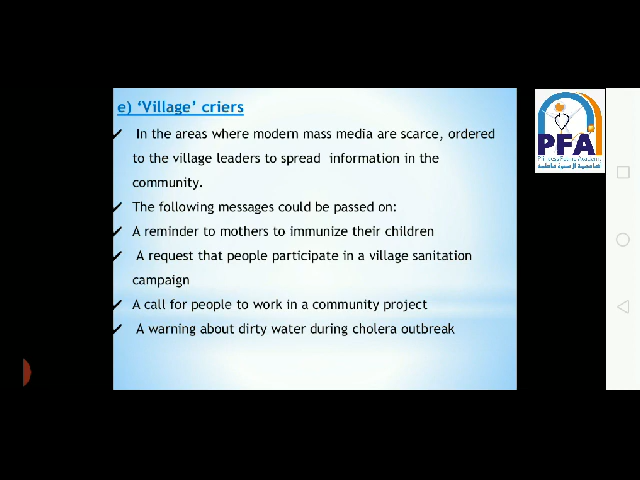 e) ‘Village’ criers
✓ In the areas where modern mass media are scarce, ordered
to the village leaders to spread information in the
community.
✓ The following messages could be passed on:
✓ A reminder to mothers to immunize their children
✓ A request that people participate in a village sanitation
campaign
✓ A call for people to work in a community project
✓ A warning about dirty water during cholera outbreak
PFA